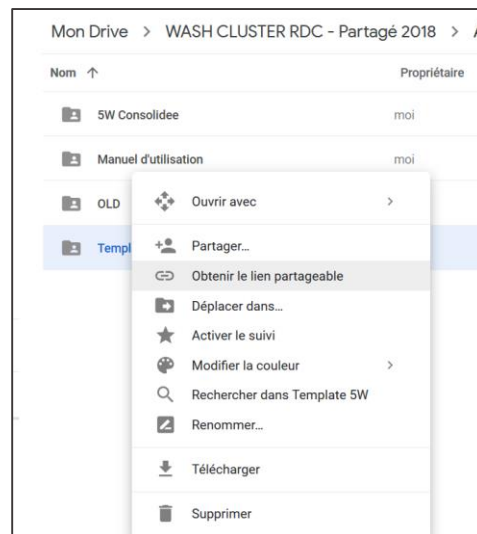 Mon Drive > WASH CLUSTER RDC - Partagé 2018 >
Nom ↑ Propriétaire
5W Consolidee moi
Manuel d'utilisation moi
OLD
Ouvrir avec >
Partager...
Obtenir le lien partageable
Déplacer dans...
Activer le suivi
Modifier la couleur >
Rechercher dans Template 5W
Renommer...
Télécharger
Supprimer